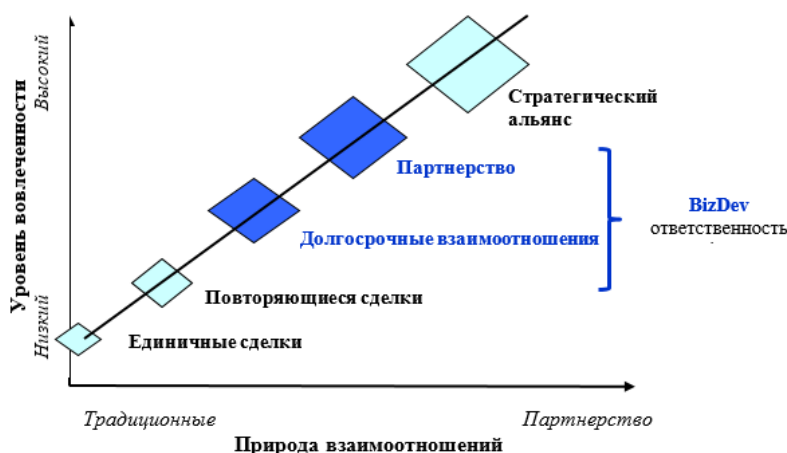 Высокий
Уровень вовлеченности
Низкий
Стратегический
альянс
Партнерство
BizDev
ответственность
Долгосрочные взаимоотношения
Повторяющиеся сделки
Единичные сделки
Традиционные
Партнерство
Природа взаимоотношений